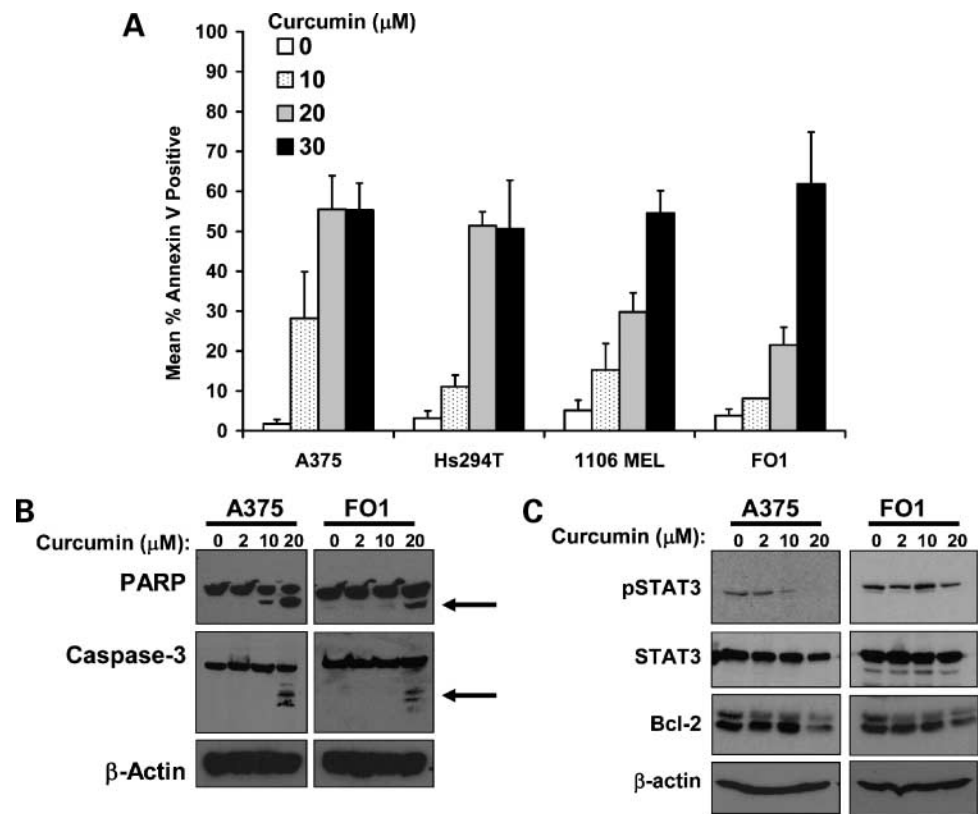 A
Curcumin (μM)
0
10
20
30
Mean % Annexin V Positive
100
90
80
70
60
50
40
30
20
10
0
A375 Hs294T 1106 MEL FO1
B
A375 FO1
Curcumin (μM): 0 2 10 20 0 2 10 20
PARP
Caspase-3
β-Actin
C
A375 FO1
Curcumin (μM): 0 2 10 20 0 2 10 20
pSTAT3
STAT3
Bcl-2
β-actin